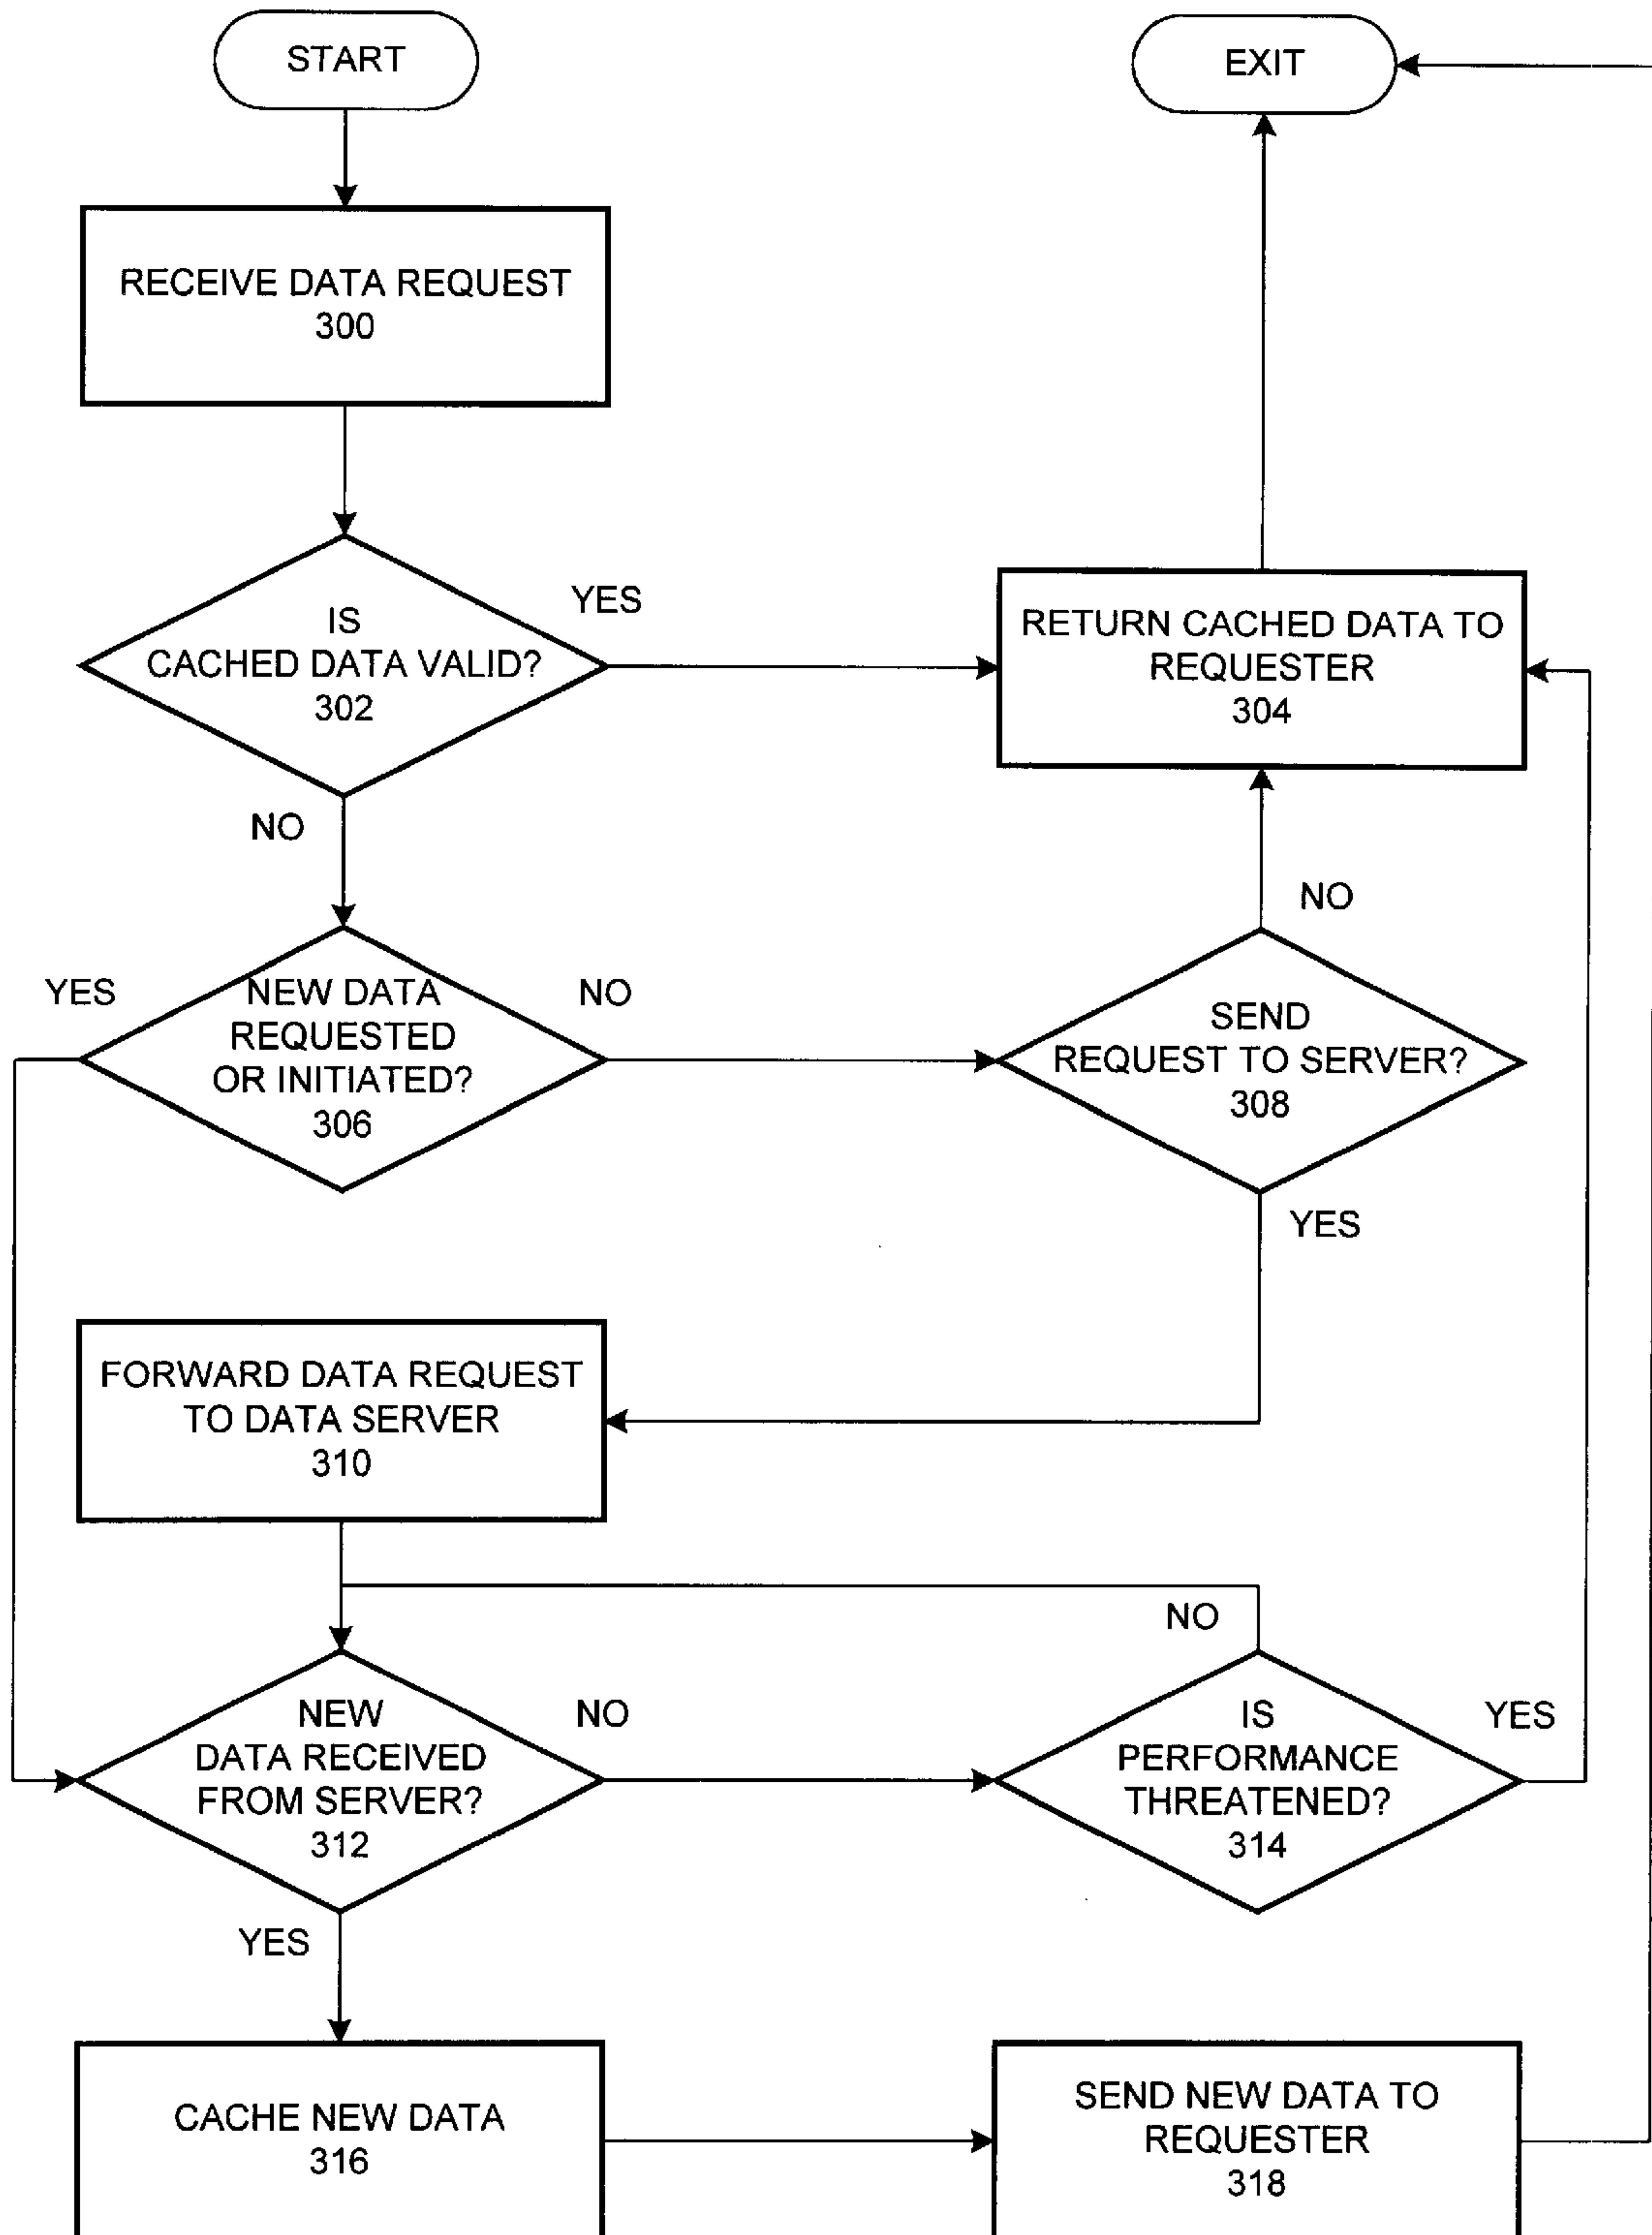 START
EXIT
RECEIVE DATA REQUEST
300
IS
CACHED DATA VALID?
302
YES
NO
RETURN CACHED DATA TO
REQUESTER
304
NEW DATA
REQUESTED
OR INITIATED?
306
YES
NO
SEND
REQUEST TO SERVER?
308
NO
YES
FORWARD DATA REQUEST
TO DATA SERVER
310
NEW
DATA RECEIVED
FROM SERVER?
312
NO
YES
IS
PERFORMANCE
THREATENED?
314
NO
YES
CACHE NEW DATA
316
SEND NEW DATA TO
REQUESTER
318